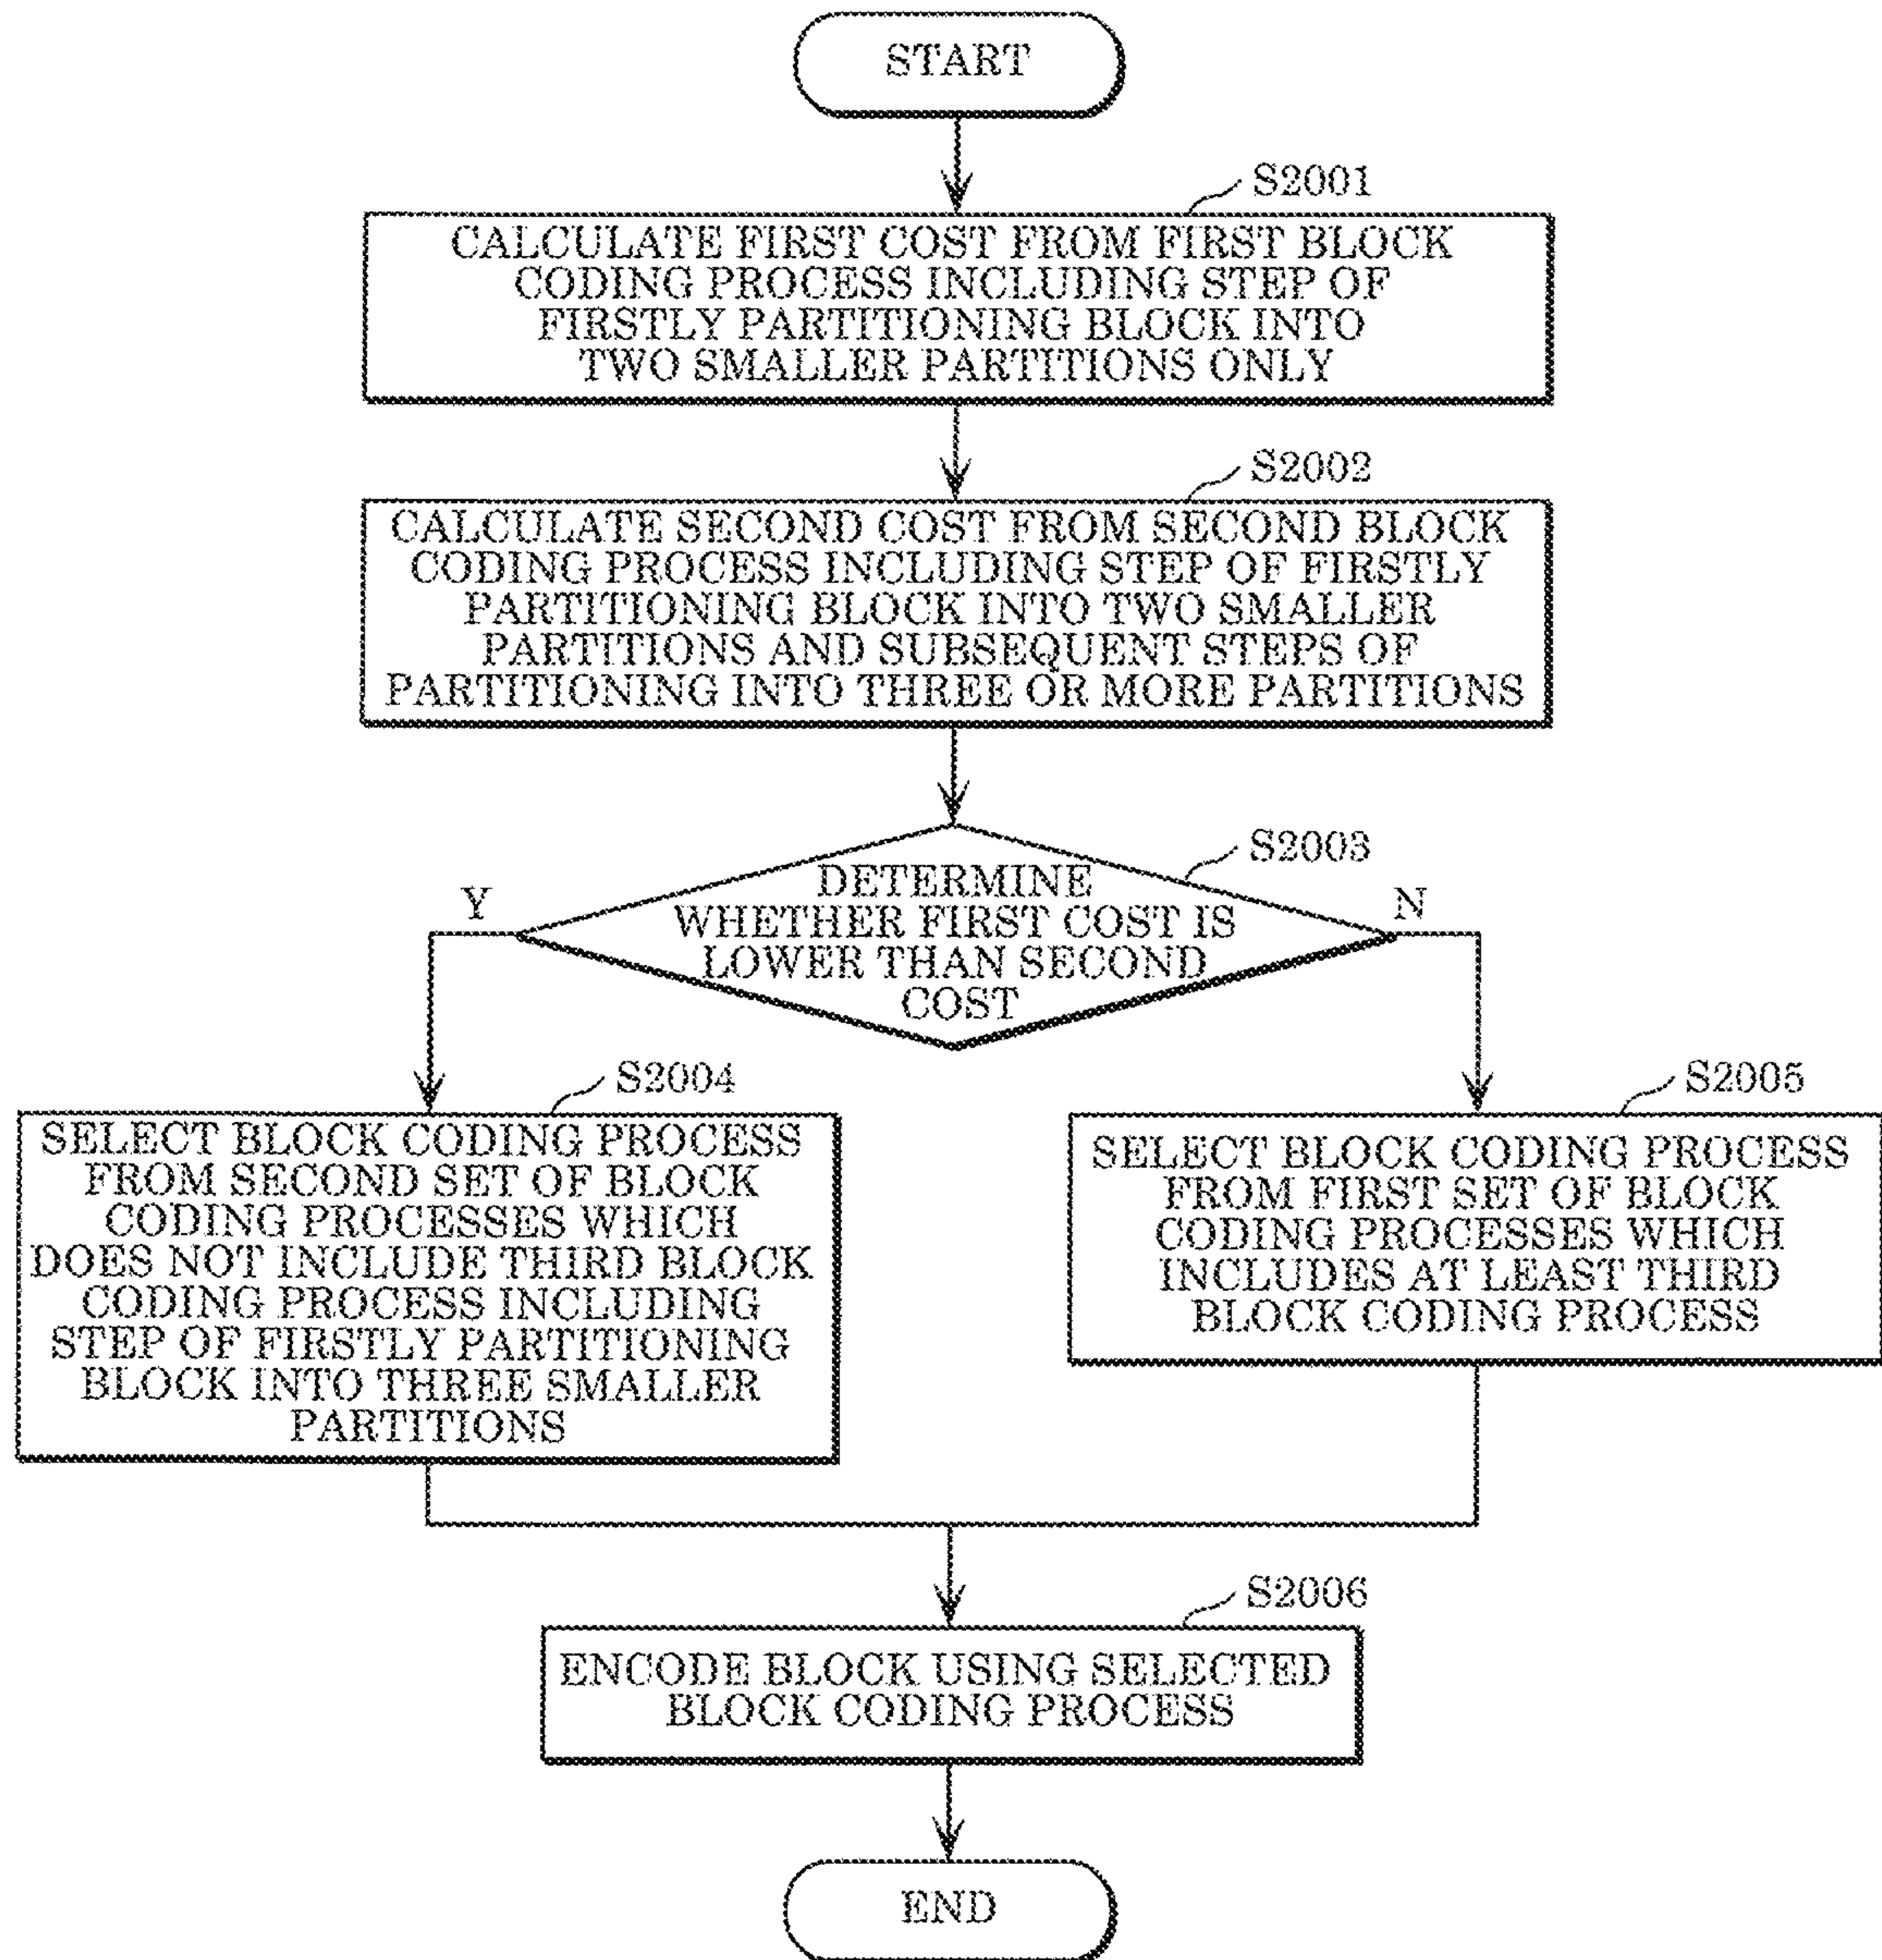 START
S2001
CALCULATE FIRST COST FROM FIRST BLOCK
CODING PROCESS INCLUDING STEP OF
FIRSTLY PARTITIONING BLOCK INTO
TWO SMALLER PARTITIONS ONLY
S2002
CALCULATE SECOND COST FROM SECOND BLOCK
CODING PROCESS INCLUDING STEP OF FIRSTLY
PARTITIONING BLOCK INTO TWO SMALLER
PARTITIONS AND SUBSEQUENT STEPS OF
PARTITIONING INTO THREE OR MORE PARTITIONS
S2003
DETERMINE
WHETHER FIRST COST IS
LOWER THAN SECOND
COST
Y
N
S2004
SELECT BLOCK CODING PROCESS
FROM SECOND SET OF BLOCK
CODING PROCESSES WHICH
DOES NOT INCLUDE THIRD BLOCK
CODING PROCESS INCLUDING
STEP OF FIRSTLY PARTITIONING
BLOCK INTO THREE SMALLER
PARTITIONS
S2005
SELECT BLOCK CODING PROCESS
FROM FIRST SET OF BLOCK
CODING PROCESSES WHICH
INCLUDES AT LEAST THIRD
BLOCK CODING PROCESS
S2006
ENCODE BLOCK USING SELECTED
BLOCK CODING PROCESS
END